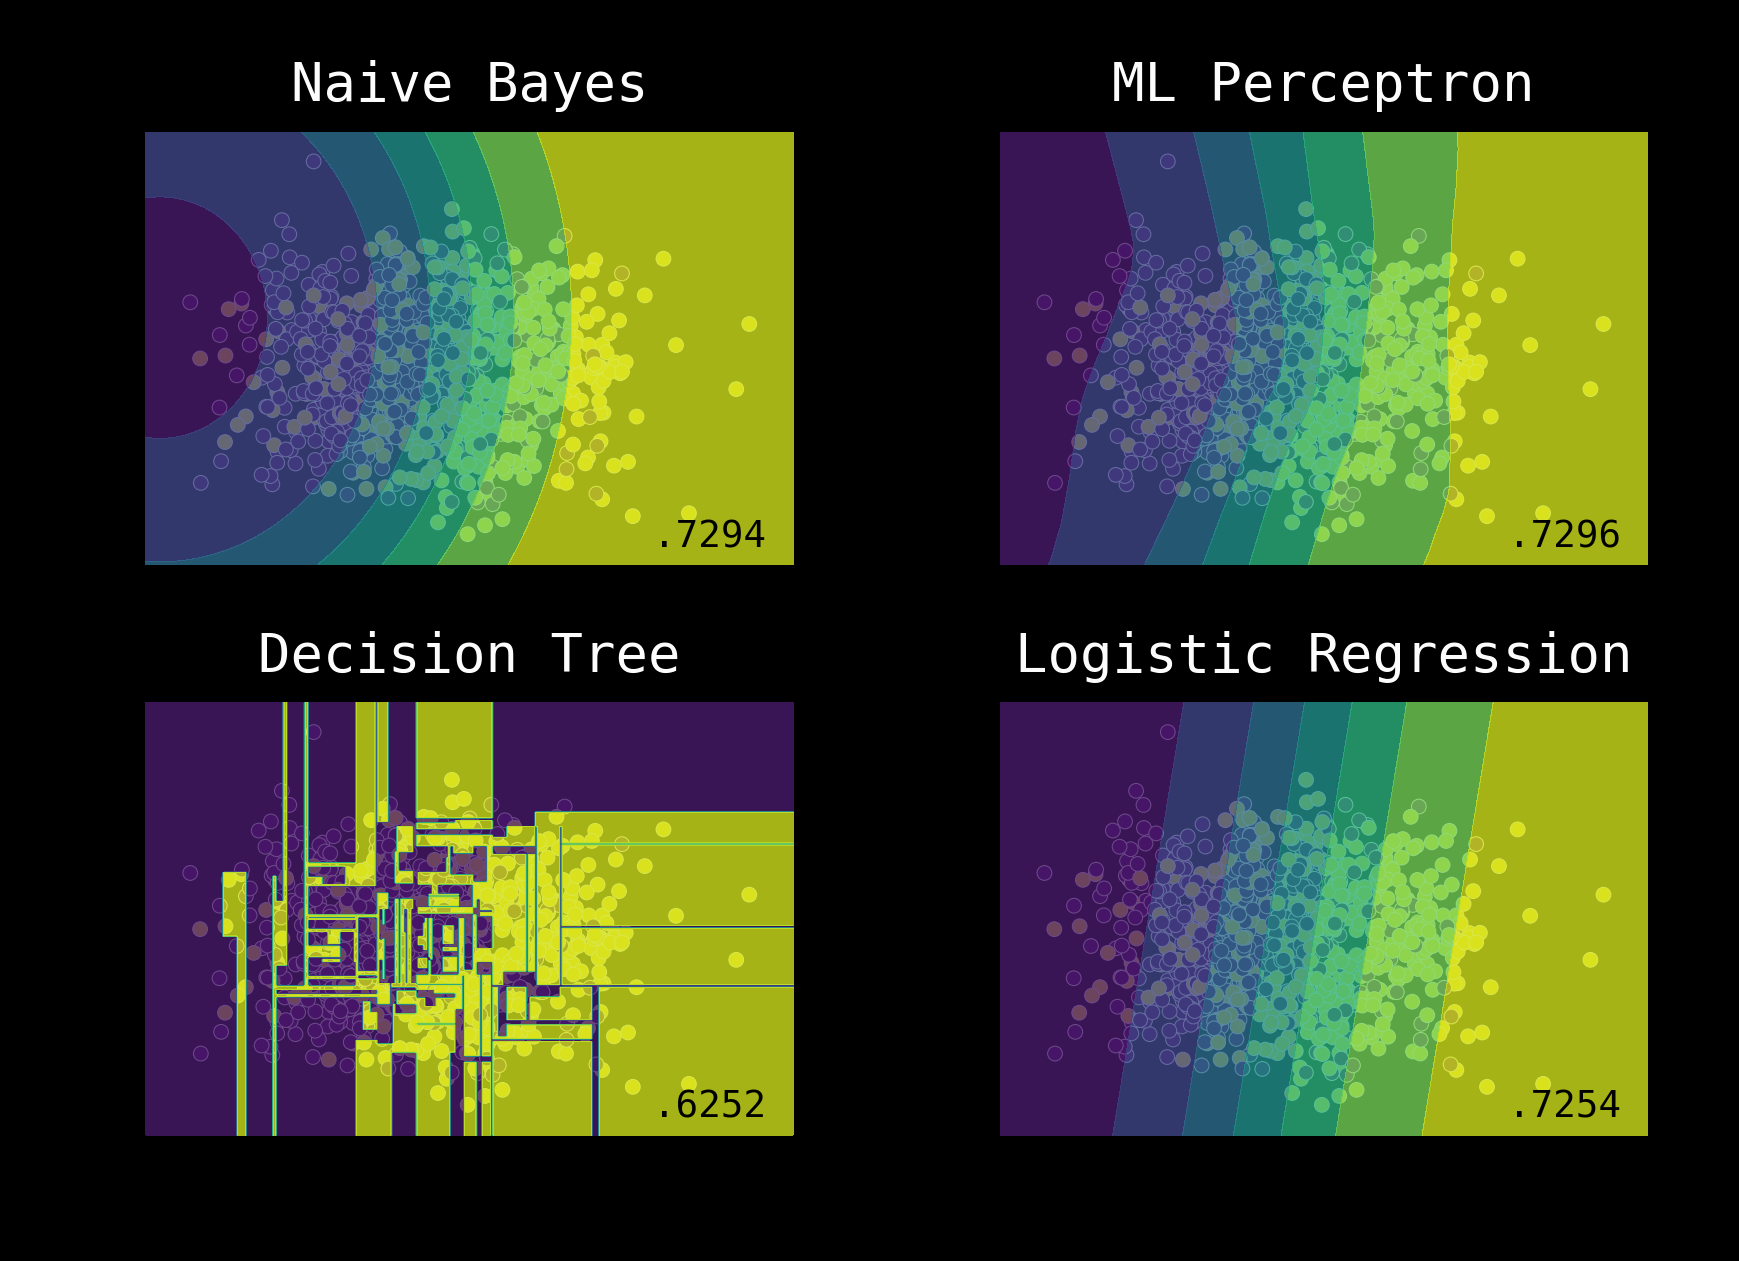 Naive Bayes
ML Perceptron
.7294
.7296
Decision Tree
Logistic Regression
.6252
.7254